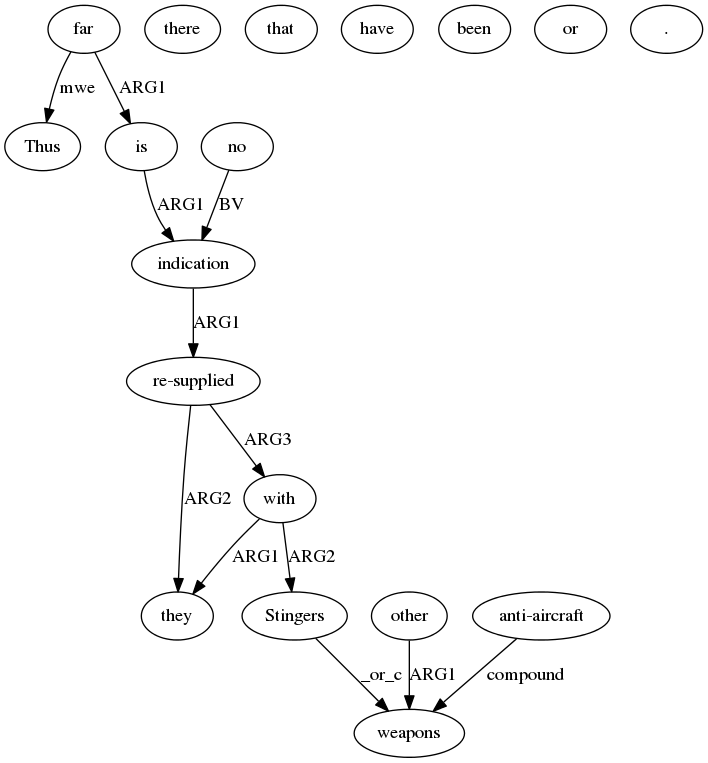 far there that have been or .
mwe ARG1
Thus is no
ARG1 BV
indication
ARG1
re-supplied
ARG3
with
ARG2
ARG1 ARG2
they Stingers other anti-aircraft
_or_c ARG1 compound
weapons